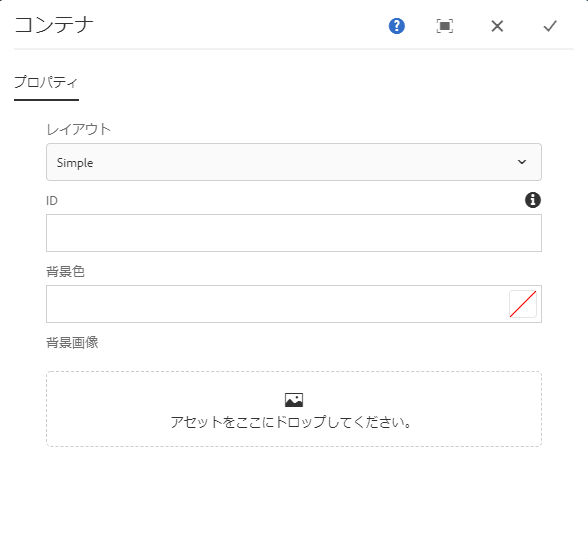 コンテナ
プロパティ
レイアウト
Simple
ID
背景色
背景画像
アセットをここにドロップしてください。